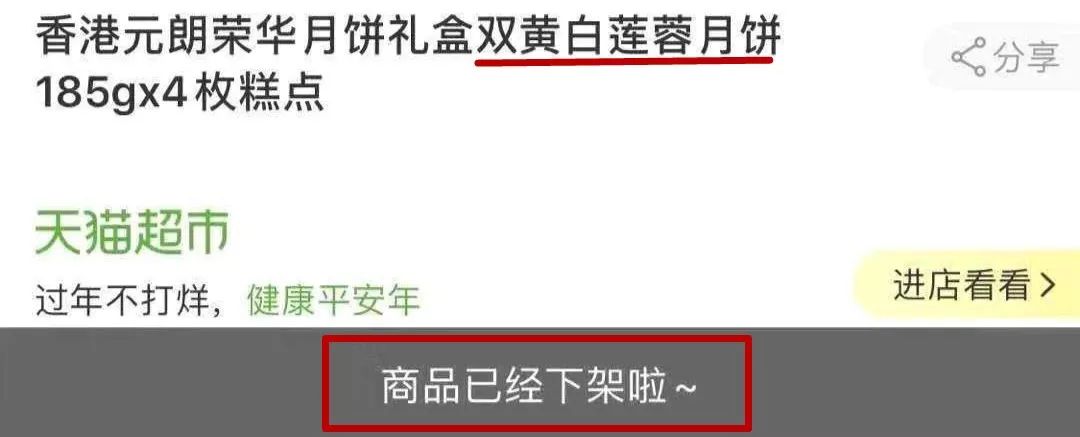 香港元朗荣华月饼礼盒双黄白莲蓉月饼
185gx4枚糕点
分享
天猫超市
过年不打烊，健康平安年
进店看看
商品已经下架啦~